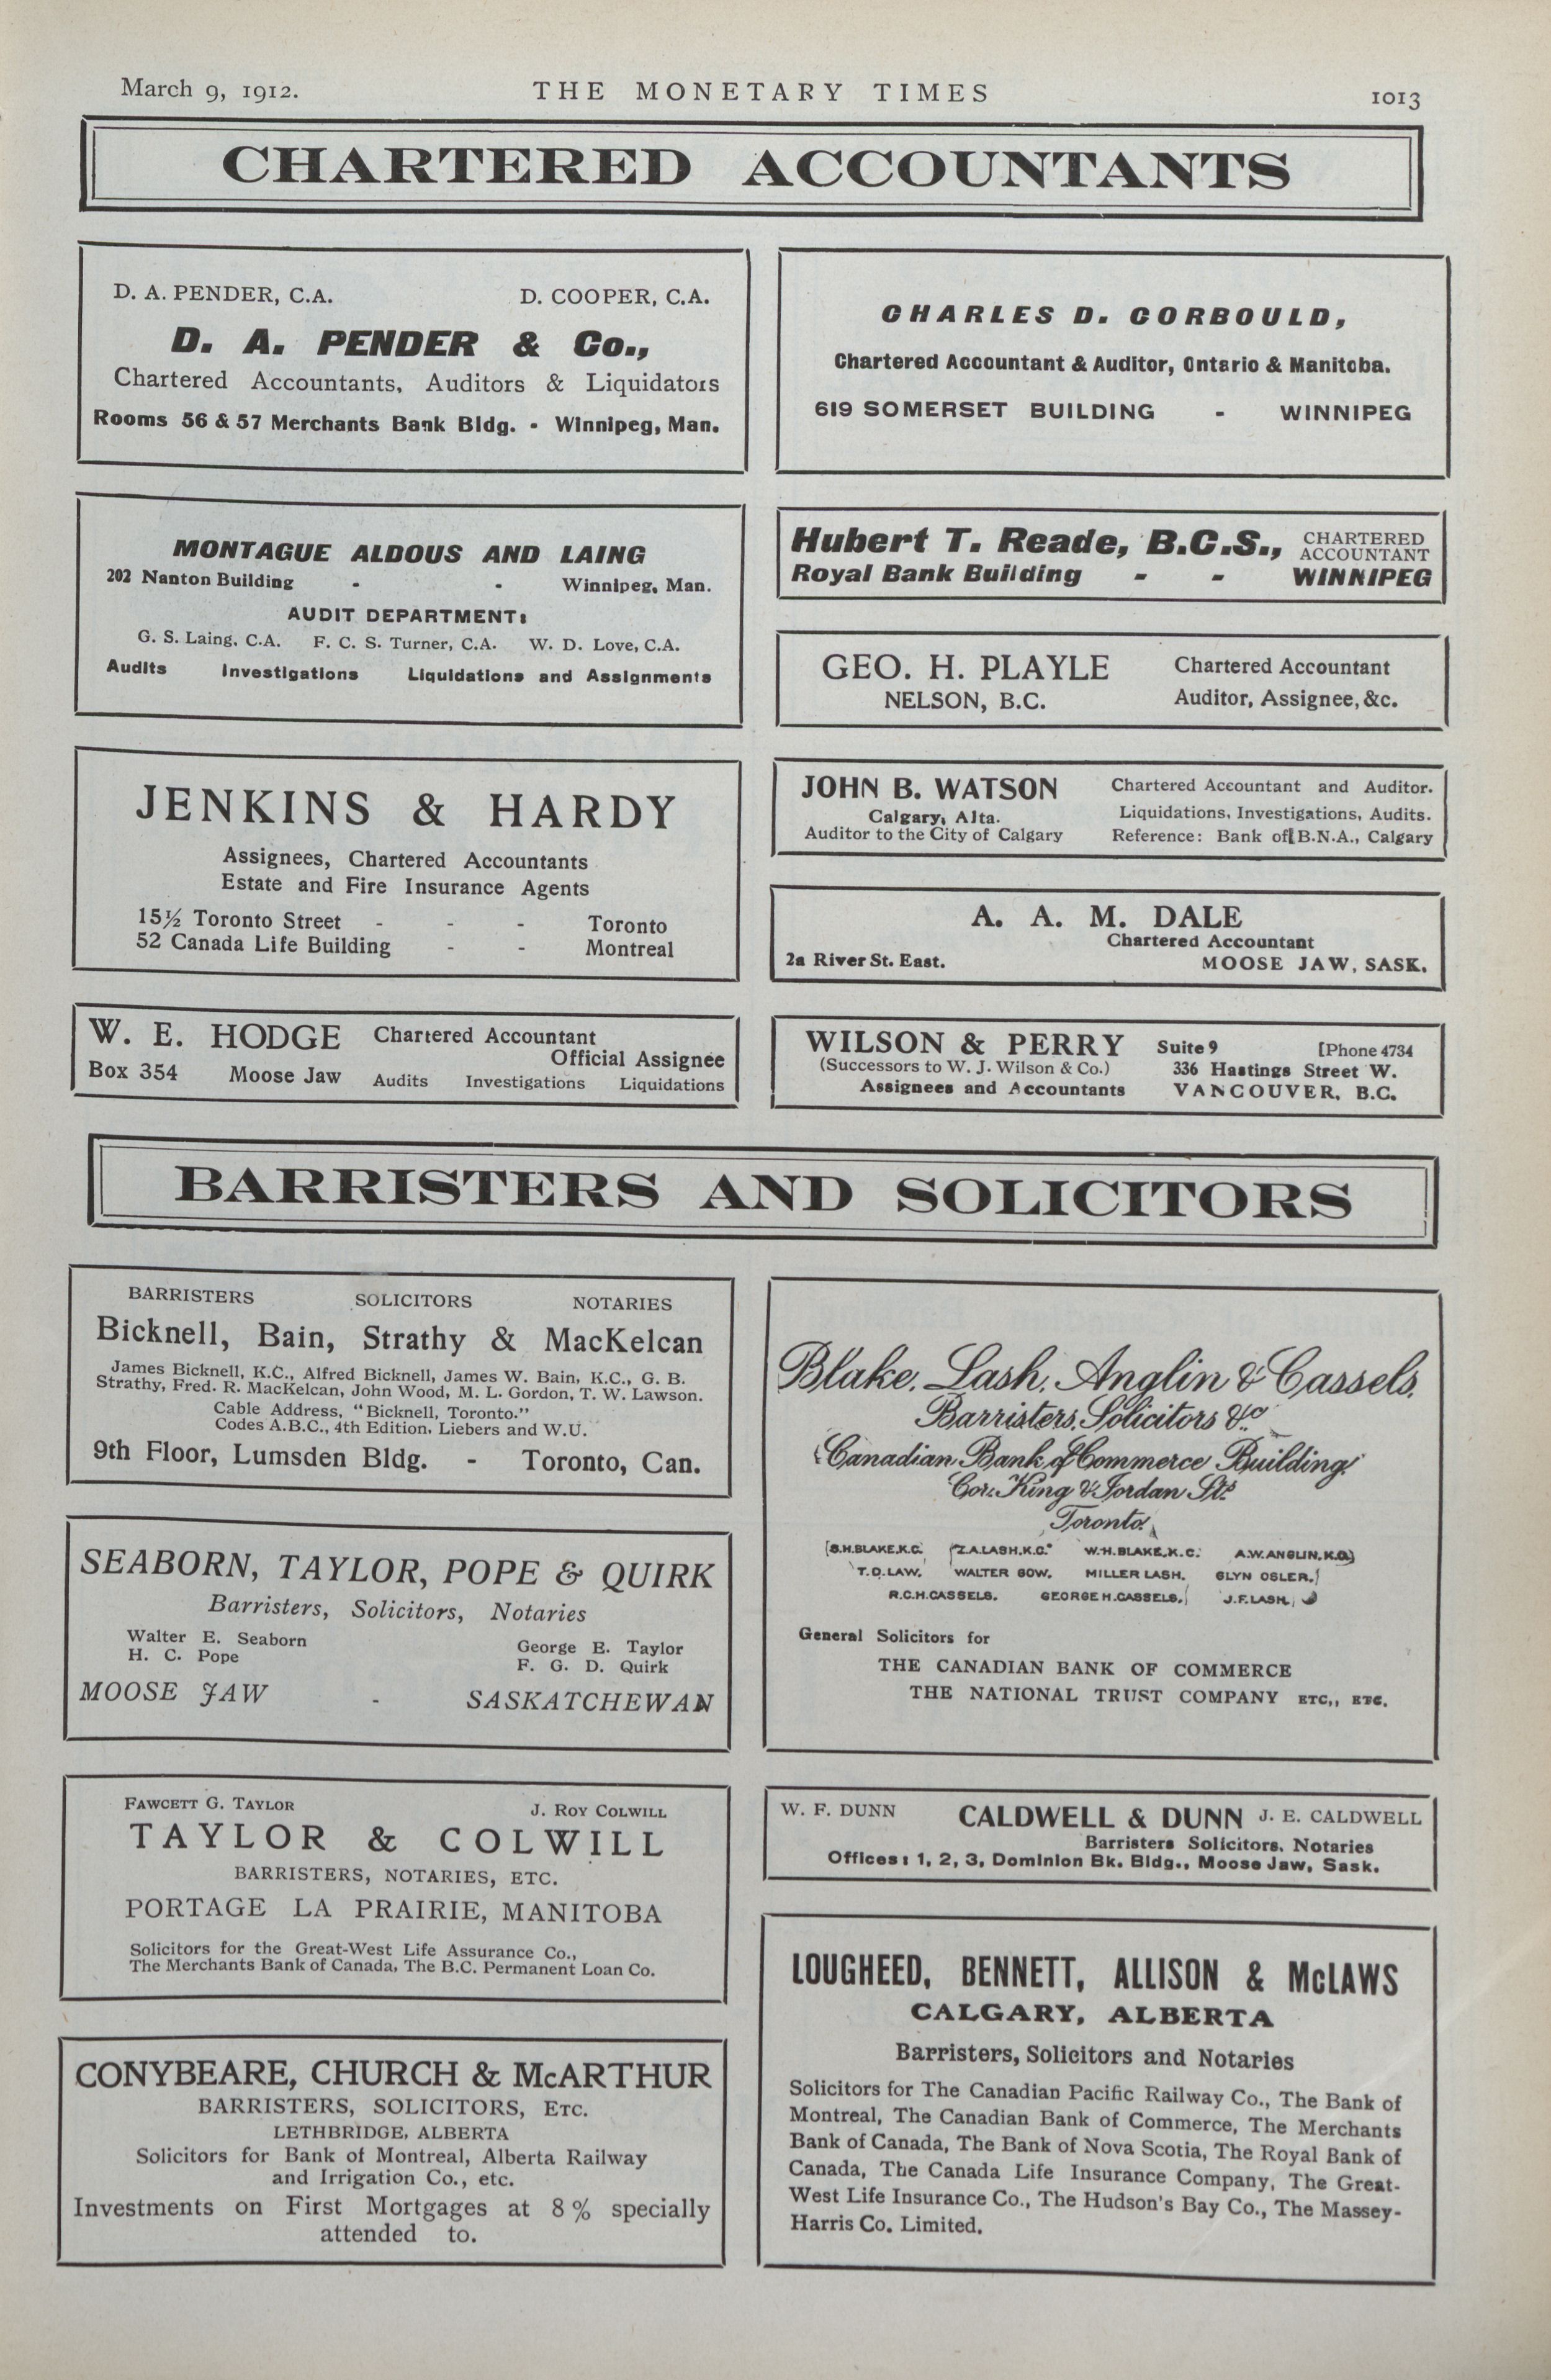 March 9, 1912.
THE MONETARY TIMES
1013
CHARTERED ACCOUNTANTS
D. A. PENDER, C.A. D. COOPER, C.A.
D. A. PENDER & Co.,
Chartered Accountants, Auditors & Liquidators
Rooms 56 & 57 Merchants Bank Bldg. - Winnipeg, Man.
MONTAGUE ALDOUS AND LAING
202 Nanton Building - - Winnipeg, Man.
AUDIT DEPARTMENT:
G. S. Laing, C.A. F. C. S. Turner, C.A. W. D. Love, C.A.
Audits Investigations Liquidations and Assignments
JENKINS & HARDY
Assignees, Chartered Accountants
Estate and Fire Insurance Agents
15½ Toronto Street - - - Toronto
52 Canada Life Building - - Montreal
W. E. HODGE Chartered Accountant
Official Assignee
Box 354 Moose Jaw Audits Investigations Liquidations
CHARLES D. CORBOULD,
Chartered Accountant & Auditor, Ontario & Manitoba.
619 SOMERSET BUILDING - WINNIPEG
Hubert T. Reade, B.C.S., CHARTERED
ACCOUNTANT
Royal Bank Building - - WINNIPEG
GEO. H. PLAYLE Chartered Accountant
NELSON, B.C. Auditor, Assignee, &c.
JOHN B. WATSON Chartered Accountant and Auditor.
Calgary, Alta. Liquidations, Investigations, Audits.
Auditor to the City of Calgary Reference: Bank of B.N.A., Calgary
A. A. M. DALE
Chartered Accountant
2a River St. East. MOOSE JAW, SASK.
WILSON & PERRY Suite 9 [Phone 4734
(Successors to W. J. Wilson & Co.) 336 Hastings Street W.
Assignees and Accountants VANCOUVER, B.C.
BARRISTERS AND SOLICITORS
BARRISTERS SOLICITORS NOTARIES
Bicknell, Bain, Strathy & MacKelcan
James Bicknell, K.C., Alfred Bicknell, James W. Bain, K.C., G. B.
Strathy, Fred. R. MacKelcan, John Wood, M. L. Gordon, T. W. Lawson.
Cable Address, "Bicknell, Toronto."
Codes A.B.C., 4th Edition, Liebers and W.U.
9th Floor, Lumsden Bldg. - Toronto, Can.
SEABORN, TAYLOR, POPE & QUIRK
Barristers, Solicitors, Notaries
Walter E. Seaborn George E. Taylor
H. C. Pope F. G. D. Quirk
MOOSE JAW - SASKATCHEWAN
FAWCETT G. TAYLOR J. ROY COLWILL
TAYLOR & COLWILL
BARRISTERS, NOTARIES, ETC.
PORTAGE LA PRAIRIE, MANITOBA
Solicitors for the Great-West Life Assurance Co.,
The Merchants Bank of Canada, The B.C. Permanent Loan Co.
CONYBEARE, CHURCH & McARTHUR
BARRISTERS, SOLICITORS, ETC.
LETHBRIDGE, ALBERTA
Solicitors for Bank of Montreal, Alberta Railway
and Irrigation Co., etc.
Investments on First Mortgages at 8% specially
attended to.
Blake, Lash, Anglin & Cassels,
Barristers, Solicitors &c.
Canadian Bank of Commerce Building
Cor. King & Jordan Sts.
Toronto.
S.H.BLAKE,K.C. Z.A.LASH,K.C. W.H.BLAKE,K.C. A.W.ANGLIN,K.C.
T.D.LAW. WALTER GOW. MILLER LASH. GLYN OSLER.
R.C.H.CASSELS. GEORGE H.CASSELS. J.F.LASH.
General Solicitors for
THE CANADIAN BANK OF COMMERCE
THE NATIONAL TRUST COMPANY ETC., ETC.
W. F. DUNN CALDWELL & DUNN J. E. CALDWELL
Barristers Solicitors, Notaries
Offices: 1, 2, 3, Dominion Bk. Bldg., Moose Jaw, Sask.
LOUGHEED, BENNETT, ALLISON & McLAWS
CALGARY, ALBERTA
Barristers, Solicitors and Notaries
Solicitors for The Canadian Pacific Railway Co., The Bank of
Montreal, The Canadian Bank of Commerce, The Merchants
Bank of Canada, The Bank of Nova Scotia, The Royal Bank of
Canada, The Canada Life Insurance Company, The Great-
West Life Insurance Co., The Hudson's Bay Co., The Massey-
Harris Co. Limited.